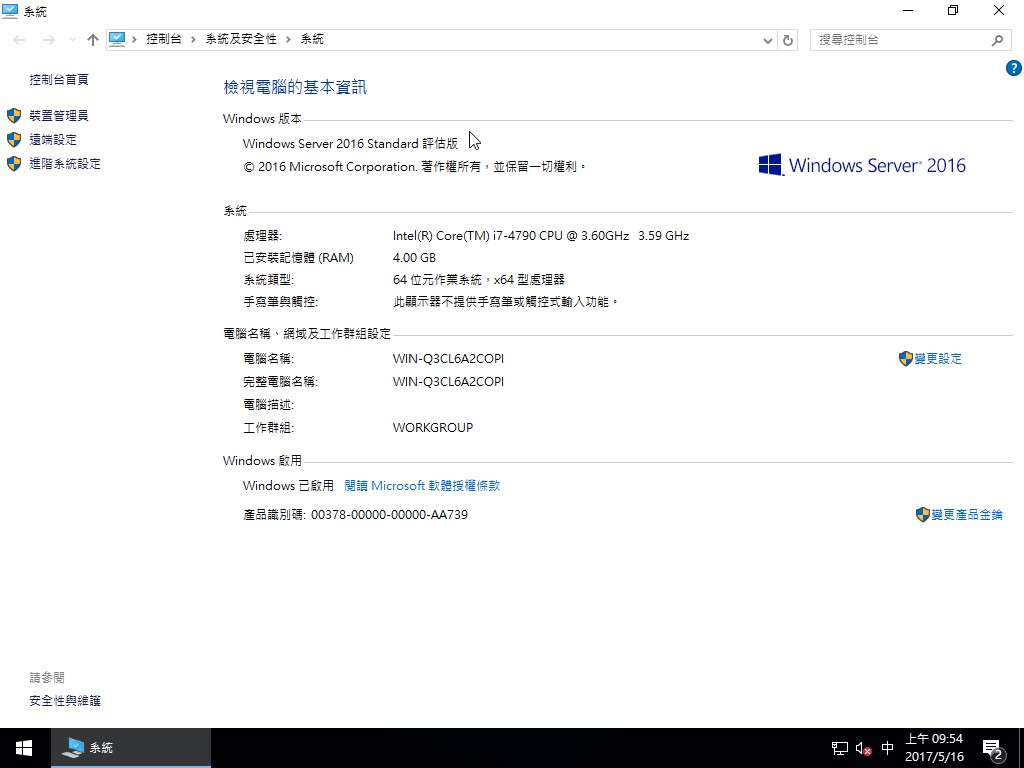 系統
控制台 系統及安全性 系統
搜尋控制台
控制台首頁
裝置管理員
遠端設定
進階系統設定
檢視電腦的基本資訊
Windows 版本
Windows Server 2016 Standard 評估版
© 2016 Microsoft Corporation. 著作權所有，並保留一切權利。
Windows Server® 2016
系統
處理器: Intel(R) Core(TM) i7-4790 CPU @ 3.60GHz 3.59 GHz
已安裝記憶體 (RAM) 4.00 GB
系統類型: 64 位元作業系統，x64 型處理器
手寫筆與觸控: 此顯示器不提供手寫筆或觸控式輸入功能。
電腦名稱、網域及工作群組設定
電腦名稱: WIN-Q3CL6A2COPI 變更設定
完整電腦名稱: WIN-Q3CL6A2COPI
電腦描述:
工作群組: WORKGROUP
Windows 啟用
Windows 已啟用 閱讀 Microsoft 軟體授權條款
產品識別碼: 00378-00000-00000-AA739 變更產品金鑰
請參閱
安全性與維護
系統
中
上午 09:54
2017/5/16
2